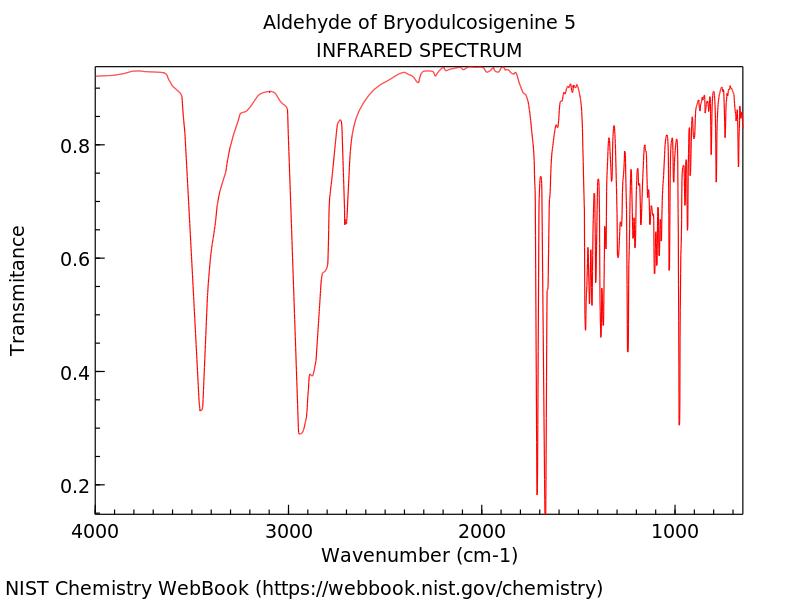 Aldehyde of Bryodulcosigenine 5
INFRARED SPECTRUM
0.8
0.6
0.4
0.2
Transmitance
4000 3000 2000 1000
Wavenumber (cm-1)
NIST Chemistry WebBook (https://webbook.nist.gov/chemistry)